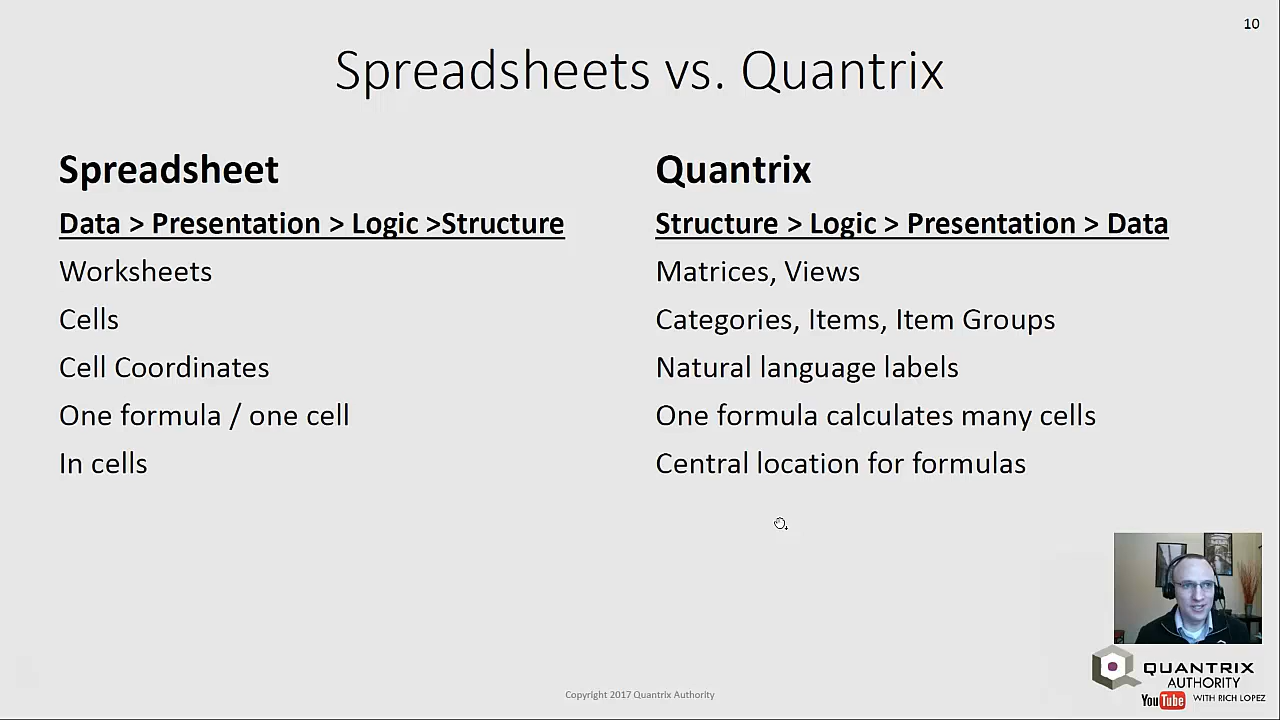 10
Spreadsheets vs. Quantrix
Spreadsheet
Data > Presentation > Logic >Structure
Worksheets
Cells
Cell Coordinates
One formula / one cell
In cells
Quantrix
Structure > Logic > Presentation > Data
Matrices, Views
Categories, Items, Item Groups
Natural language labels
One formula calculates many cells
Central location for formulas
Copyright 2017 Quantrix Authority
QUANTRIX
AUTHORITY
YouTube WITH RICH LOPEZ